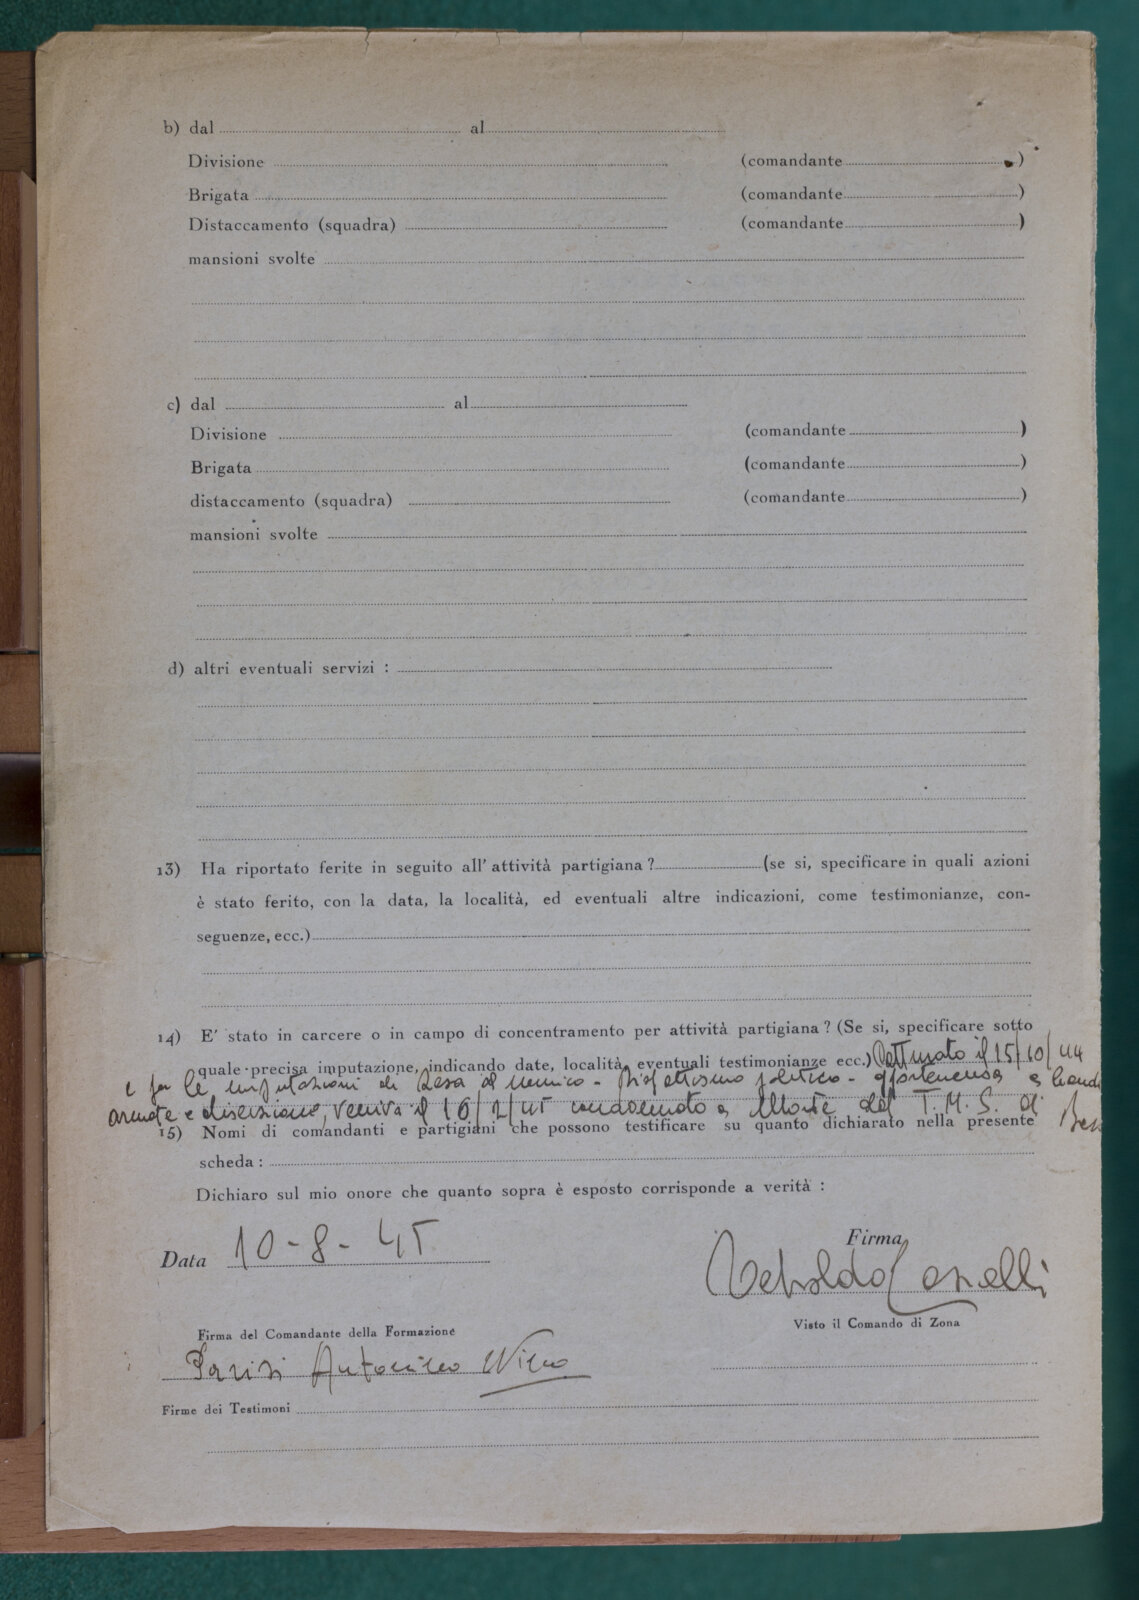 b) dal al
Divisione (comandante )
Brigata (comandante )
Distaccamento (squadra) (comandante )
mansioni svolte
c) dal al
Divisione (comandante )
Brigata (comandante )
distaccamento (squadra) (comandante )
mansioni svolte
d) altri eventuali servizi :
13) Ha riportato ferite in seguito all' attività partigiana ? (se si, specificare in quali azioni
è stato ferito, con la data, la località, ed eventuali altre indicazioni, come testimonianze, con-
seguenze, ecc.)
14) E' stato in carcere o in campo di concentramento per attività partigiana ? (Se si, specificare sotto
quale precisa imputazione, indicando date, località, eventuali testimonianze ecc.) Catturato il 15/10/44
e per le imputazioni di Resa al nemico - Disfattismo politico - appartenenza a bande
armate e diserzione, veniva il 16/2/45 condannato a Morte dal T.M.S. di
15) Nomi di comandanti e partigiani che possono testificare su quanto dichiarato nella presente
scheda :
Dichiaro sul mio onore che quanto sopra è esposto corrisponde a verità :
Data 10-8-45
Firma
Visto il Comando di Zona
Firma del Comandante della Formazione
Parisi Antonino
Firme dei Testimoni